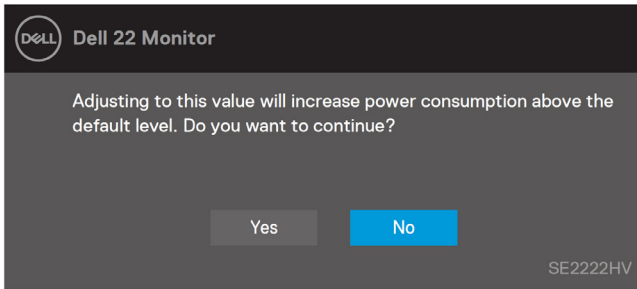 DELL Dell 22 Monitor
Adjusting to this value will increase power consumption above the
default level. Do you want to continue?
Yes No
SE2222HV